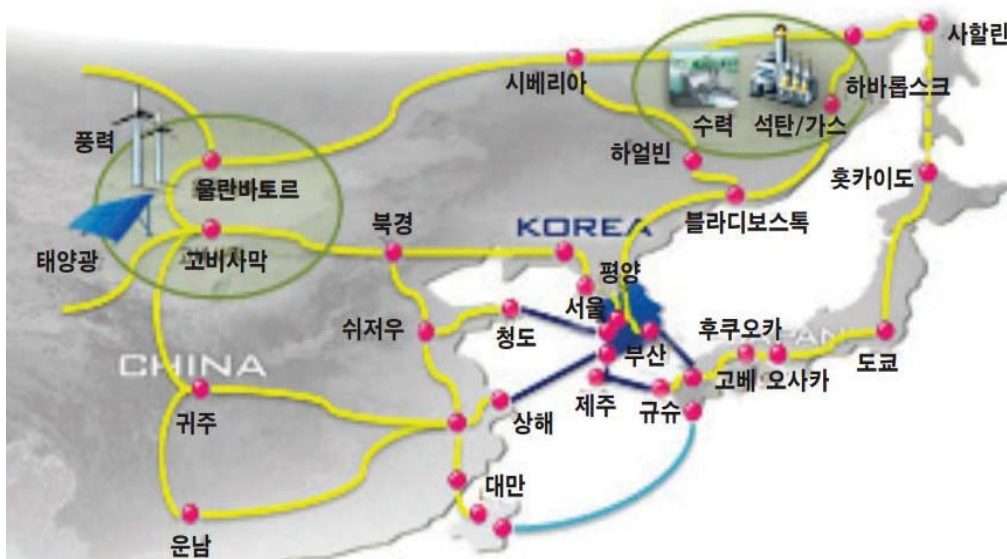 사할린
시베리아
하바롭스크
수력
석탄/가스
풍력
하얼빈
울란바토르
홋카이도
블라디보스톡
북경
KOREA
태양광
고비사막
평양
서울
쉬저우
청도
후쿠오카
부산
도쿄
CHINA
고베
오사카
제주
규슈
귀주
상해
대만
운남